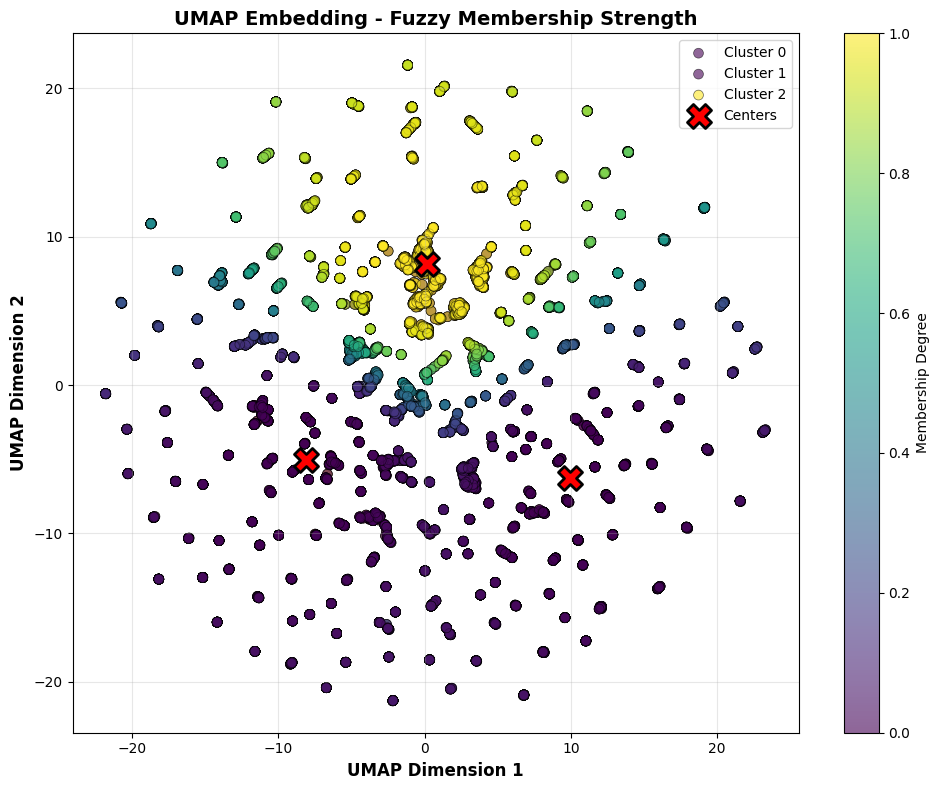 UMAP Embedding - Fuzzy Membership Strength
Cluster 0
Cluster 1
Cluster 2
Centers
UMAP Dimension 2
20
10
0
−10
−20
−20
−10
0
10
20
UMAP Dimension 1
1.0
0.8
0.6
0.4
0.2
0.0
Membership Degree